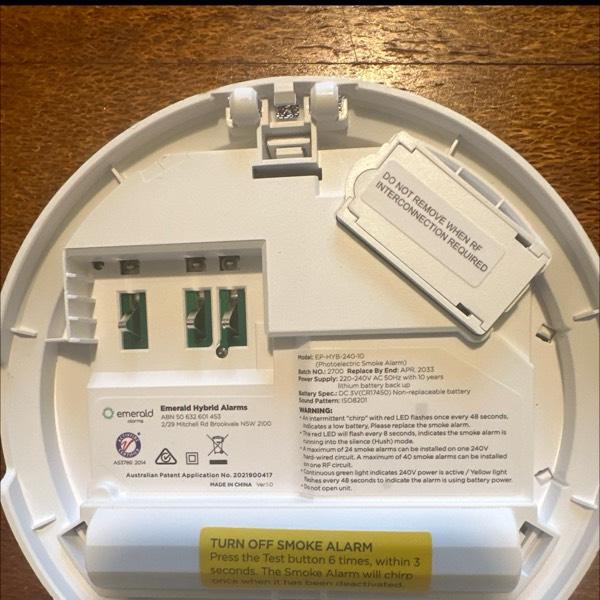 DO NOT REMOVE WHEN RF
INTERCONNECTION REQUIRED
Model: EP-HYB-240-10
(Photoelectric Smoke Alarm)
Batch NO.: 2700 Replace By End: APR, 2033
Power Supply: 220-240V AC 50Hz with 10 years
lithium battery back up
Battery Spec.: DC 3V(CR17450) Non-replaceable battery
Sound Pattern: ISO8201
WARNING:
• An intermittent "chirp" with red LED flashes once every 48 seconds,
indicates a low battery, Please replace the smoke alarm.
• The red LED will flash every 8 seconds, indicates the smoke alarm is
running into the silence (Hush) mode.
• A maximum of 24 smoke alarms can be installed on one 240V
hard-wired circuit. A maximum of 40 smoke alarms can be installed
on one RF circuit.
• Continuous green light indicates 240V power is active / Yellow light
flashes every 48 seconds to indicate the alarm is using battery power.
• Do not open unit.
emerald
alarms
Emerald Hybrid Alarms
ABN 50 632 601 453
2/29 Mitchell Rd Brookvale NSW 2100
AS3786: 2014
Australian Patent Application No. 2021900417
MADE IN CHINA Ver:1.0
TURN OFF SMOKE ALARM
Press the Test button 6 times, within 3
seconds. The Smoke Alarm will chirp
once when it has been deactivated.